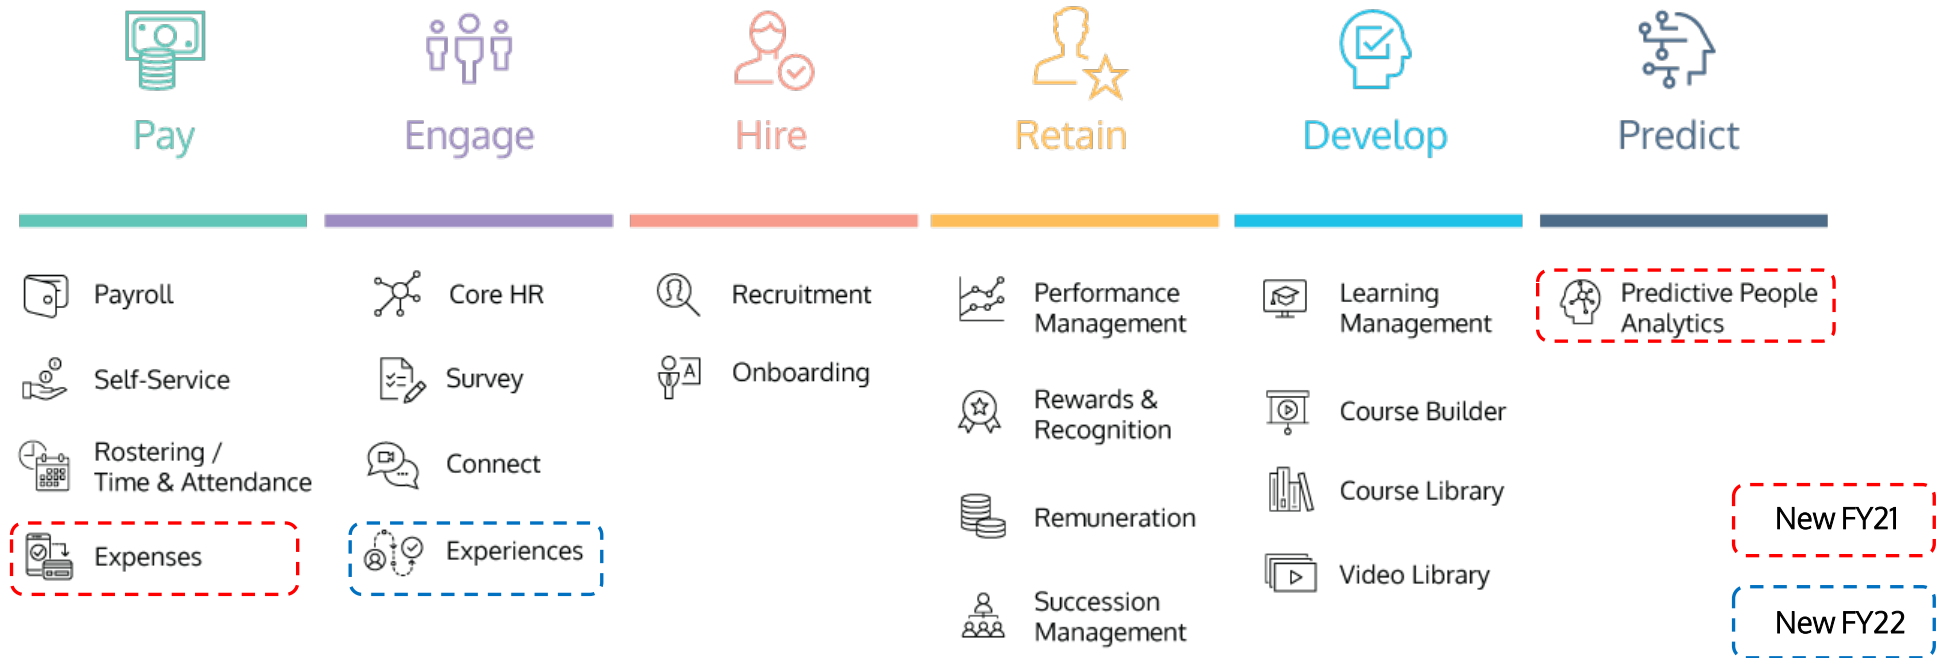 Pay
Engage
Hire
Retain
Develop
Predict
Payroll
Self-Service
Rostering /
Time & Attendance
Expenses
Core HR
Survey
Connect
Experiences
Recruitment
Onboarding
A
Performance
Management
Rewards &
Recognition
Remuneration
Succession
Management
Learning
Management
Course Builder
Course Library
Video Library
Predictive People
Analytics
New FY21
New FY22